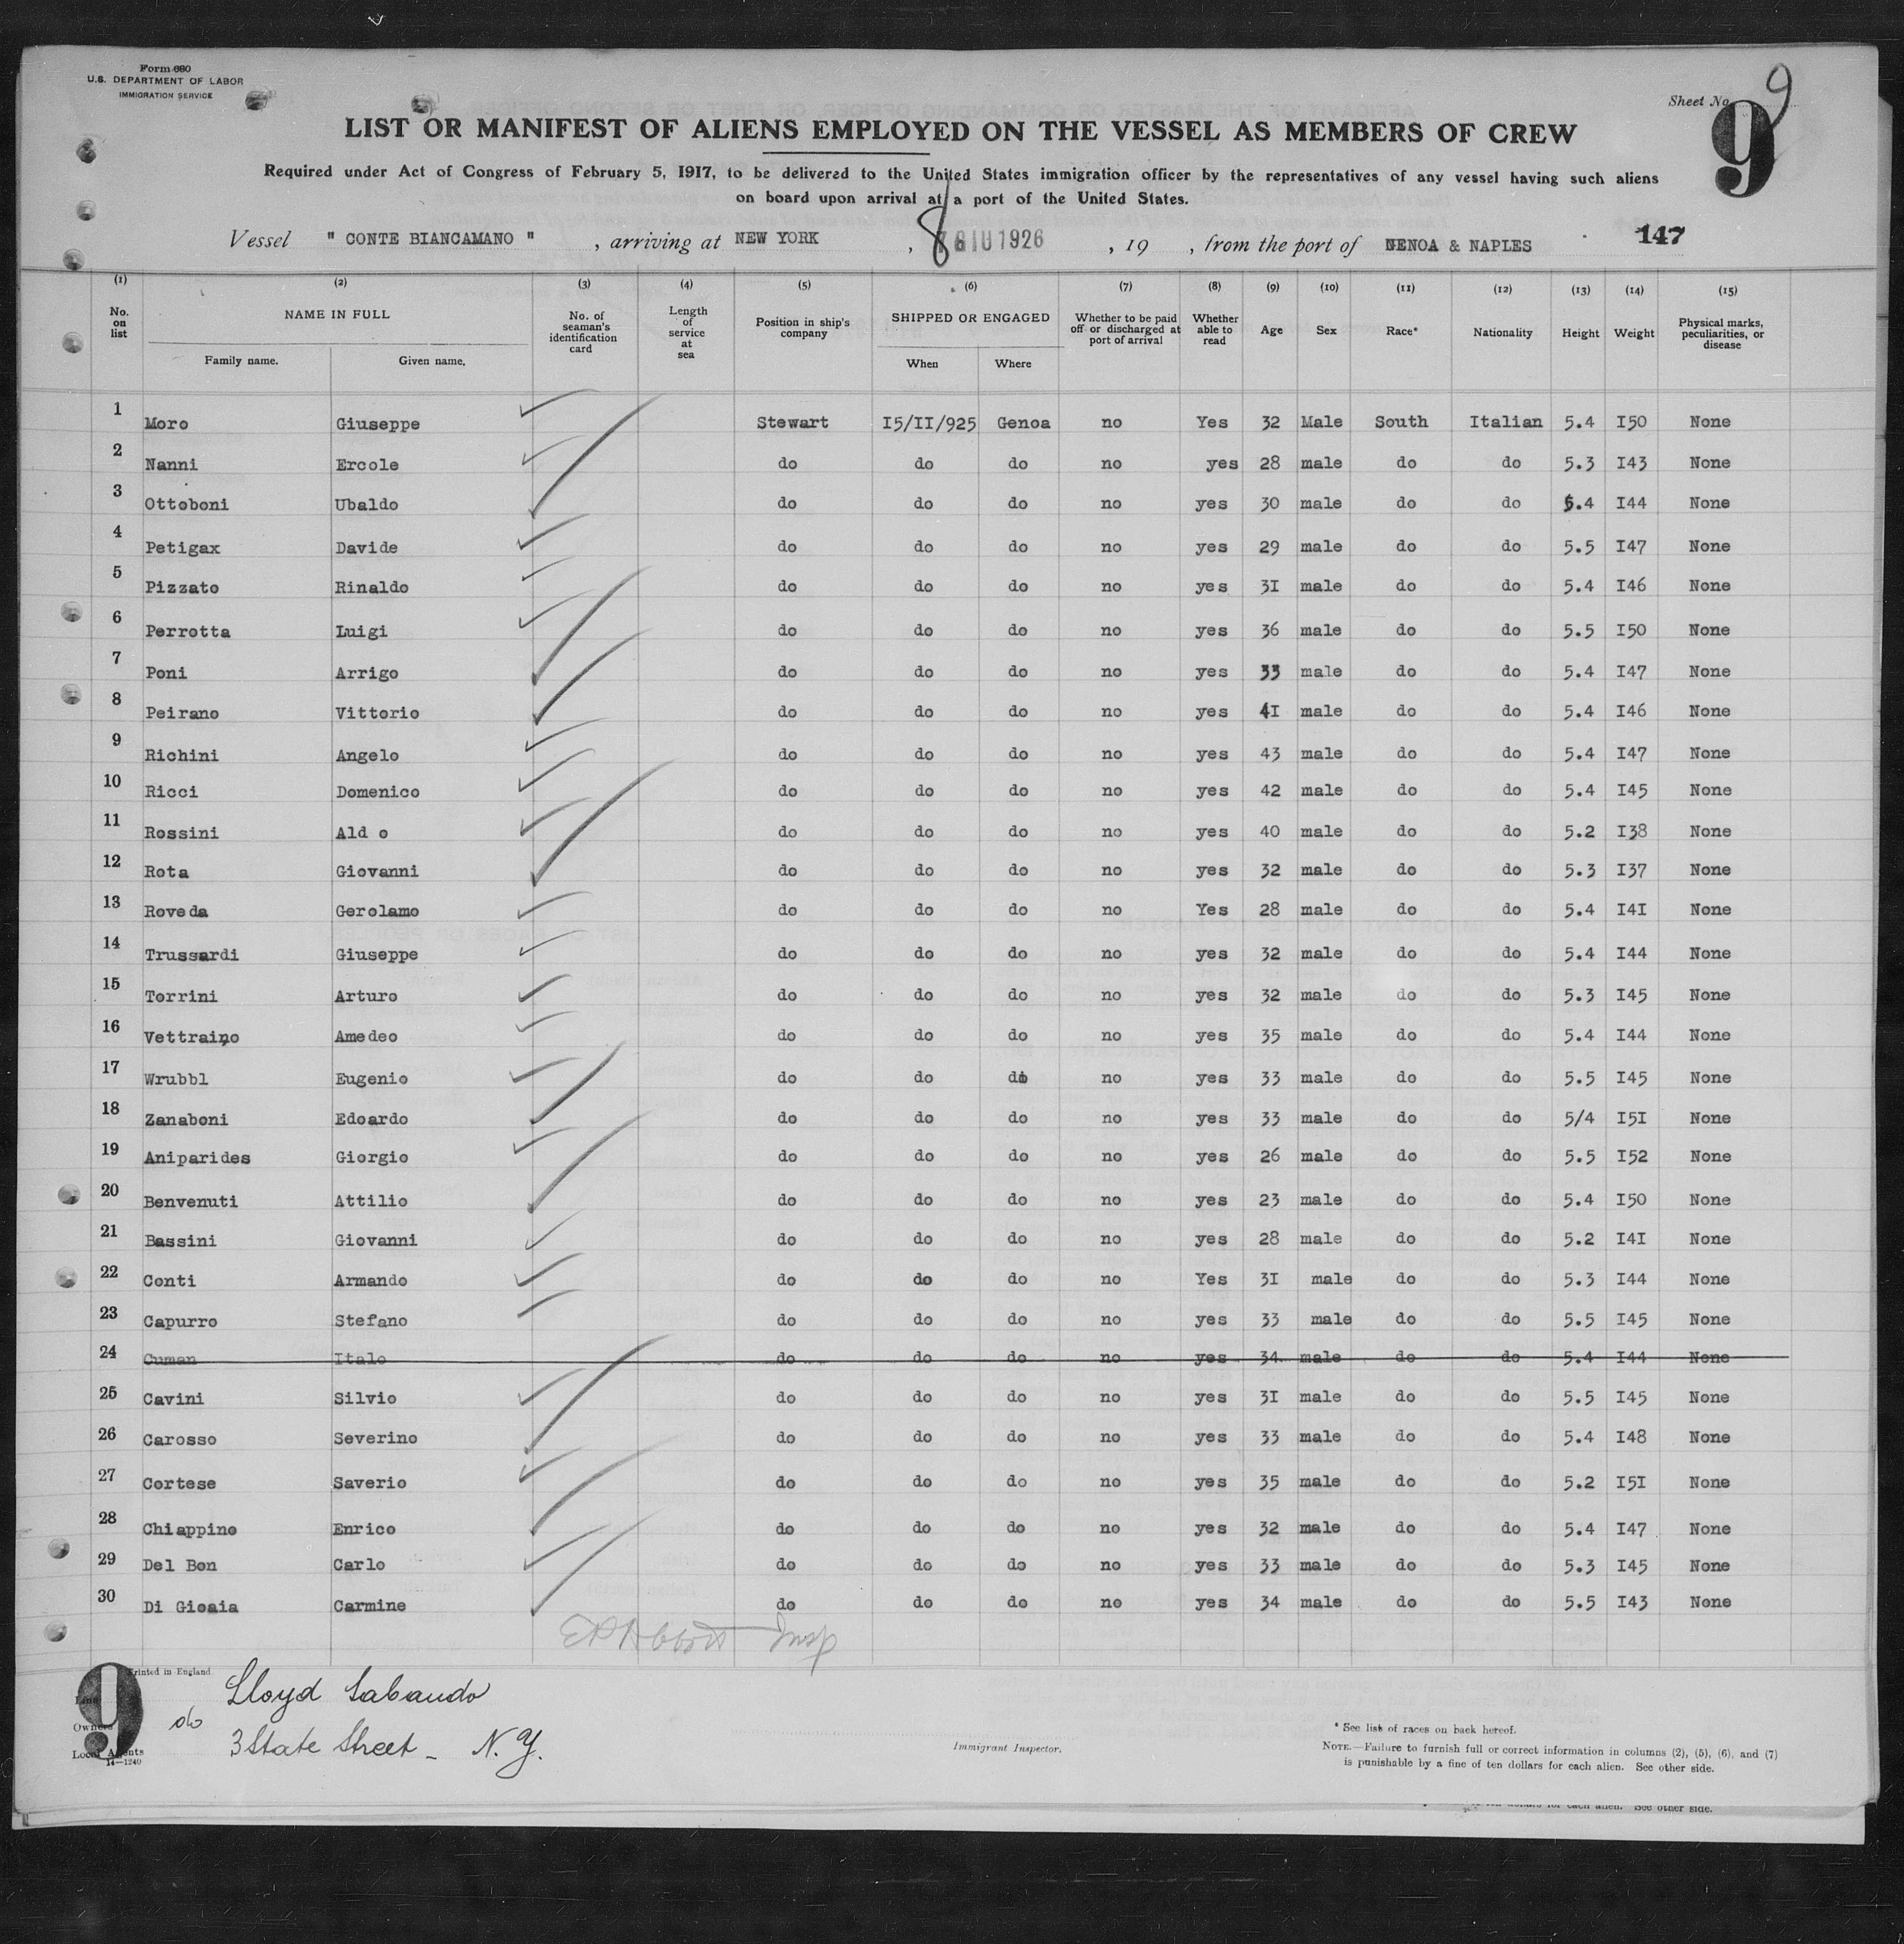 Form 680
U.S. DEPARTMENT OF LABOR
IMMIGRATION SERVICE
Sheet No. 9
9
LIST OR MANIFEST OF ALIENS EMPLOYED ON THE VESSEL AS MEMBERS OF CREW
Required under Act of Congress of February 5, 1917, to be delivered to the United States immigration officer by the representatives of any vessel having such aliens
on board upon arrival at a port of the United States.
Vessel " CONTE BIANCAMANO " , arriving at NEW YORK , 8 GIU 1926 , 19 , from the port of GENOA & NAPLES 147
(1) (2) (3) (4) (5) (6) (7) (8) (9) (10) (11) (12) (13) (14) (15)
No. on list NAME IN FULL Family name. Given name. No. of seaman's identification card Length of service at sea Position in ship's company SHIPPED OR ENGAGED When Where Whether to be paid off or discharged at port of arrival Whether able to read Age Sex Race* Nationality Height Weight Physical marks, peculiarities, or disease
1 Moro Giuseppe Stewart I5/II/925 Genoa no Yes 32 Male South Italian 5.4 I50 None
2 Nanni Ercole do do do no yes 28 male do do 5.3 I43 None
3 Ottoboni Ubaldo do do do no yes 30 male do do 5.4 I44 None
4 Petigax Davide do do do no yes 29 male do do 5.5 I47 None
5 Pizzato Rinaldo do do do no yes 3I male do do 5.4 I46 None
6 Perrotta Luigi do do do no yes 36 male do do 5.5 I50 None
7 Poni Arrigo do do do no yes 33 male do do 5.4 I47 None
8 Peirano Vittorio do do do no yes 4I male do do 5.4 I46 None
9 Richini Angelo do do do no yes 43 male do do 5.4 I47 None
10 Ricci Domenico do do do no yes 42 male do do 5.4 I45 None
11 Rossini Ald o do do do no yes 40 male do do 5.2 I38 None
12 Rota Giovanni do do do no yes 32 male do do 5.3 I37 None
13 Roveda Gerolamo do do do no Yes 28 male do do 5.4 I4I None
14 Trussardi Giuseppe do do do no yes 32 male do do 5.4 I44 None
15 Torrini Arturo do do do no yes 32 male do do 5.3 I45 None
16 Vettraino Amedeo do do do no yes 35 male do do 5.4 I44 None
17 Wrubbl Eugenio do do do no yes 33 male do do 5.5 I45 None
18 Zanaboni Edoardo do do do no yes 33 male do do 5/4 I5I None
19 Aniparides Giorgio do do do no yes 26 male do do 5.5 I52 None
20 Benvenuti Attilio do do do no yes 23 male do do 5.4 I50 None
21 Bassini Giovanni do do do no yes 28 male do do 5.2 I4I None
22 Conti Armando do do do no Yes 3I male do do 5.3 I44 None
23 Capurro Stefano do do do no yes 33 male do do 5.5 I45 None
24 Cuman Italo do do do no yes 34 male do do 5.4 I44 None
25 Cavini Silvio do do do no yes 3I male do do 5.5 I45 None
26 Carosso Severino do do do no yes 33 male do do 5.4 I48 None
27 Cortese Saverio do do do no yes 35 male do do 5.2 I5I None
28 Chiappino Enrico do do do no yes 32 male do do 5.4 I47 None
29 Del Bon Carlo do do do no yes 33 male do do 5.3 I45 None
30 Di Gioaia Carmine do do do no yes 34 male do do 5.5 I43 None
Insp
Printed in England
9
Line
Owners
Local Agents
14—1240
Lloyd Sabaudo
do
3 State Street - N.Y.
Immigrant Inspector.
* See list of races on back hereof.
NOTE.—Failure to furnish full or correct information in columns (2), (5), (6), and (7)
is punishable by a fine of ten dollars for each alien. See other side.
ten dollars for each alien. See other side.